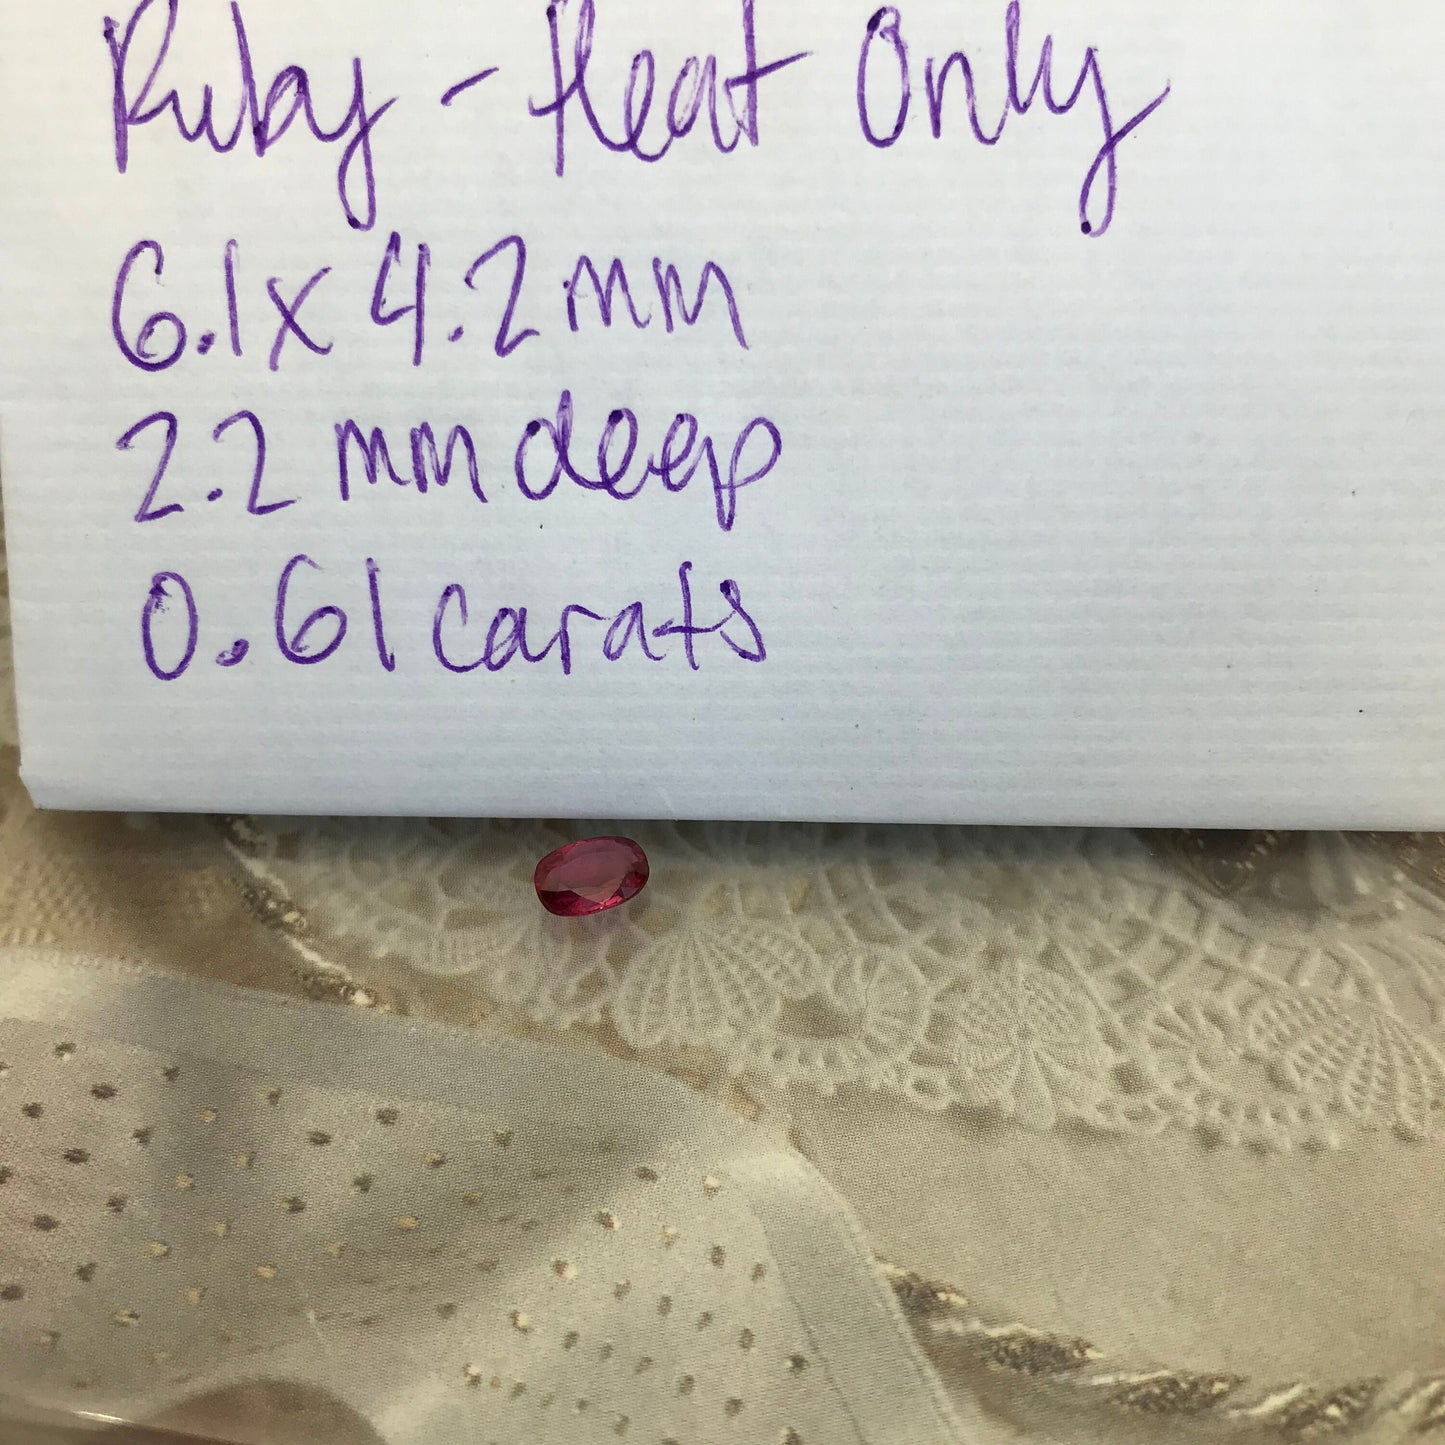 Ruby - Heat Only
6.1x4.2mm
2.2mm deep
0.61 carats